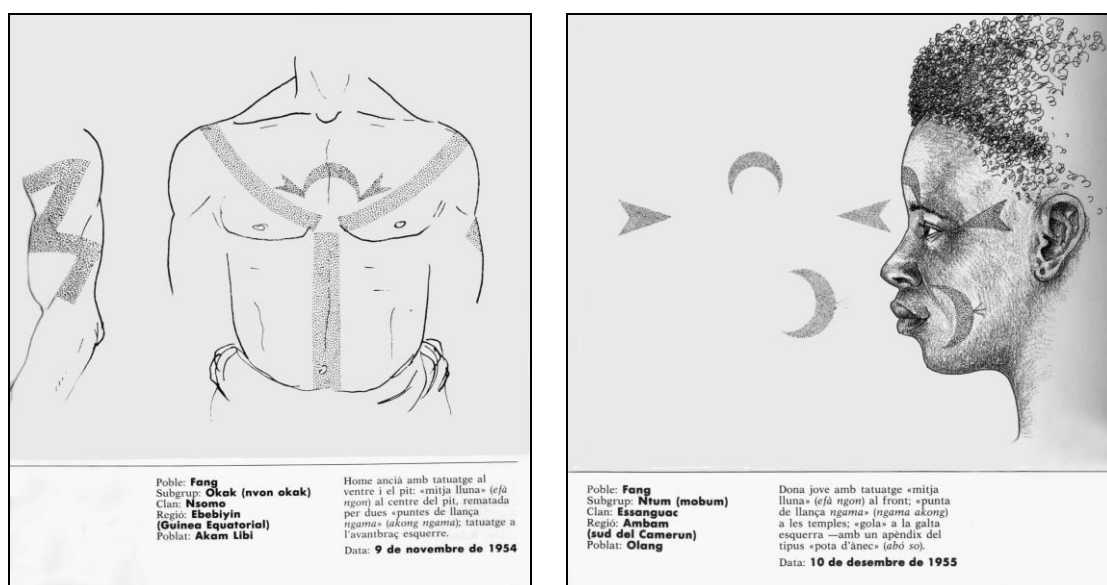 Poble: Fang
Subgrup: Okak (nvon okak)
Clan: Nsomo
Regió: Ebebiyin
(Guinea Equatorial)
Poblat: Akam Libi
Home ancià amb tatuatge al
ventre i el pit: «mitja lluna» (efà
ngon) al centre del pit, rematada
per dues «puntes de llança
ngama» (akong ngama); tatuatge a
l'avantbraç esquerre.
Data: 9 de novembre de 1954
Poble: Fang
Subgrup: Ntum (mobum)
Clan: Essanguac
Regió: Ambam
(sud del Camerun)
Poblat: Olang
Dona jove amb tatuatge «mitja
lluna» (efà ngon) al front; «punta
de llança ngama» (ngama akong)
a les temples; «gola» a la galta
esquerra —amb un apèndix del
tipus «pota d'ànec» (abó so).
Data: 10 de desembre de 1955